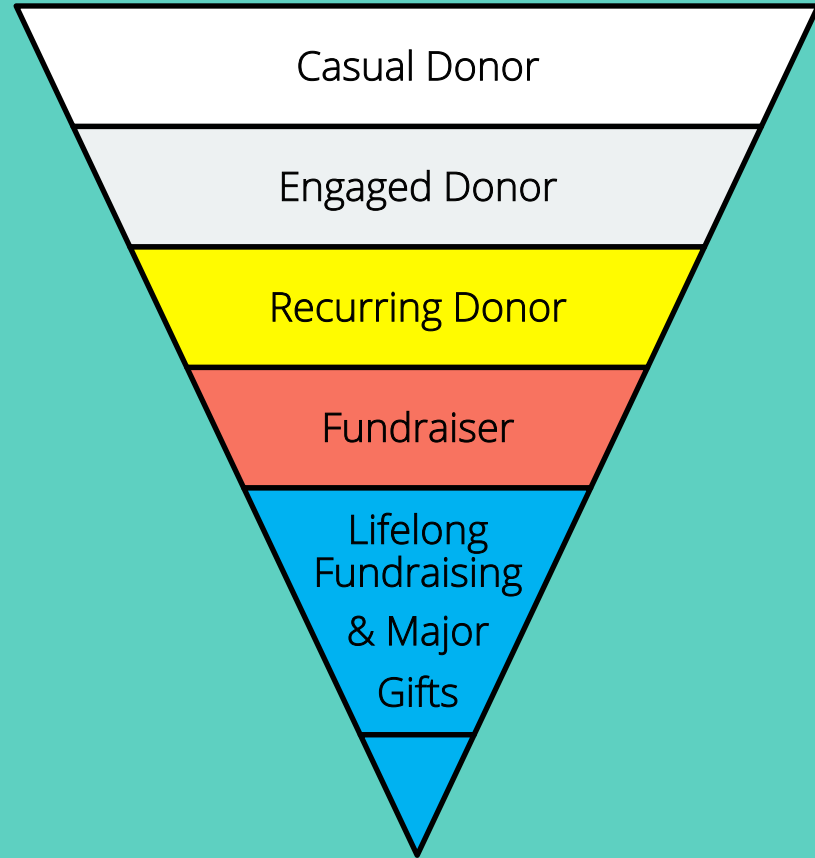 Casual Donor
Engaged Donor
Recurring Donor
Fundraiser
Lifelong
Fundraising
& Major
Gifts